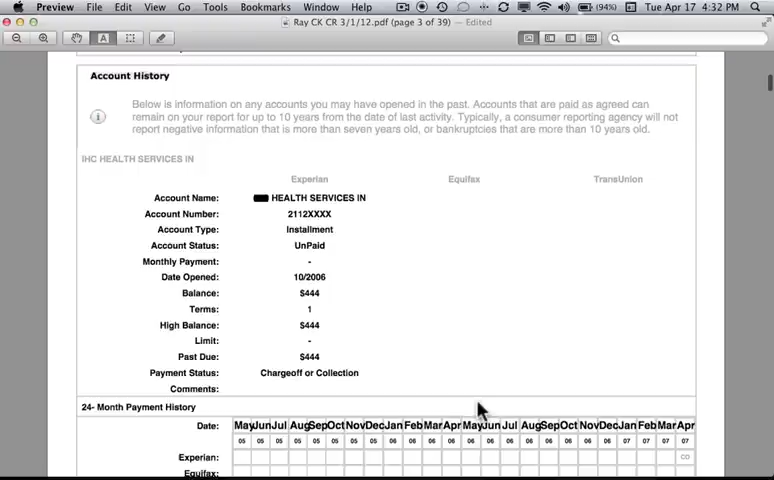 Preview File Edit View Go Tools Bookmarks Window Help (94%) Tue Apr 17 4:32 PM
Ray CK CR 3/1/12.pdf (page 3 of 39) — Edited
A
Account History
Below is information on any accounts you may have opened in the past. Accounts that are paid as agreed can
remain on your report for up to 10 years from the date of last activity. Typically, a consumer reporting agency will not
report negative information that is more than seven years old, or bankruptcies that are more than 10 years old.
IHC HEALTH SERVICES IN
Experian Equifax TransUnion
Account Name: HEALTH SERVICES IN
Account Number: 2112XXXX
Account Type: Installment
Account Status: UnPaid
Monthly Payment: -
Date Opened: 10/2006
Balance: $444
Terms: 1
High Balance: $444
Limit: -
Past Due: $444
Payment Status: Chargeoff or Collection
Comments:
24- Month Payment History
Date: May Jun Jul Aug Sep Oct Nov Dec Jan Feb Mar Apr May Jun Jul Aug Sep Oct Nov Dec Jan Feb Mar Apr
05 05 05 05 05 05 05 05 06 06 06 06 06 06 06 06 06 06 06 06 07 07 07 07
Experian: CO
Equifax: